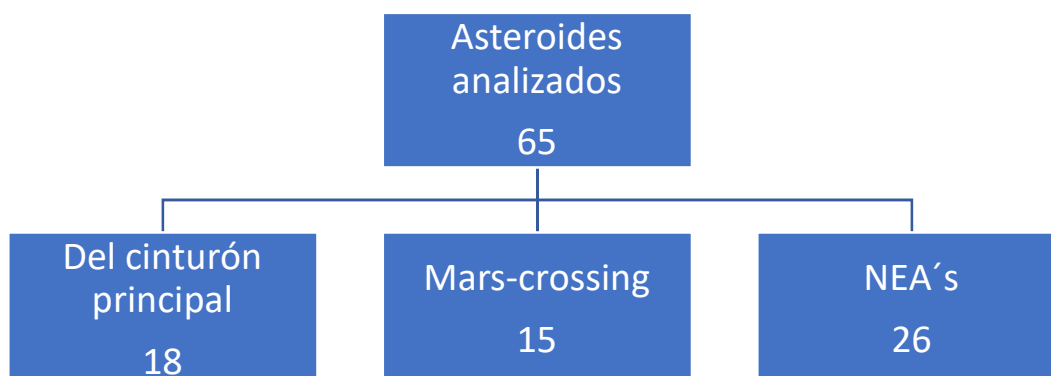 Asteroides
analizados
65
Del cinturón
principal
18
Mars-crossing
15
NEA´s
26